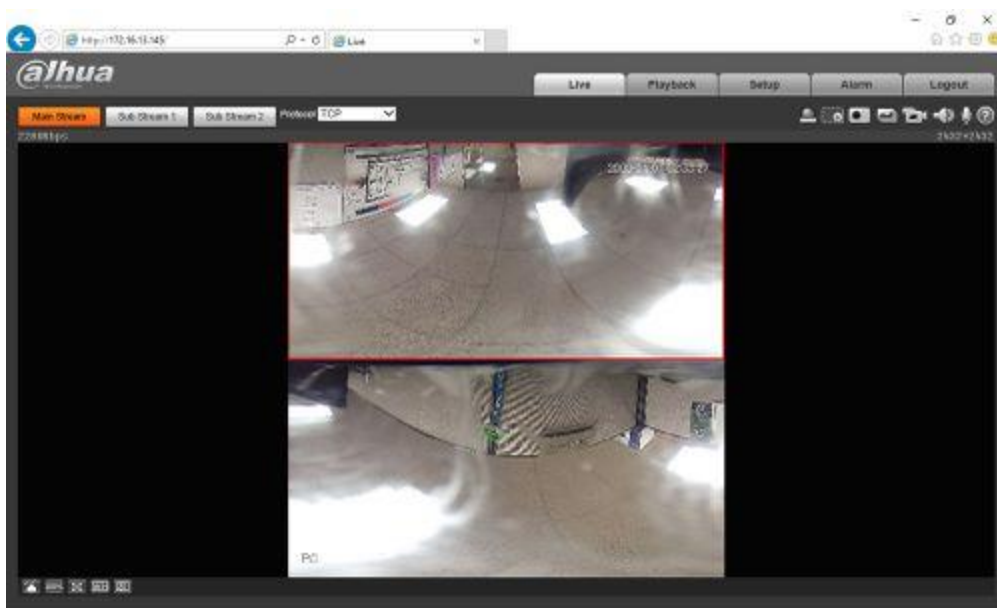 http://172.16.13.145/
Live
alhua
Live
Playback
Setup
Alarm
Logout
Main Stream
Sub Stream 1
Sub Stream 2
Protocol TCP
PC